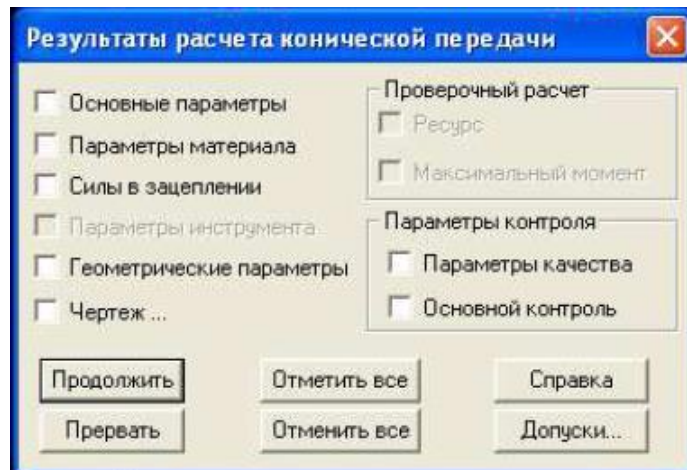 Результаты расчета конической передачи
Основные параметры
Параметры материала
Силы в зацеплении
Параметры инструмента
Геометрические параметры
Чертеж ...
Проверочный расчет
Ресурс
Максимальный момент
Параметры контроля
Параметры качества
Основной контроль
Продолжить
Отметить все
Справка
Прервать
Отменить все
Допуски...